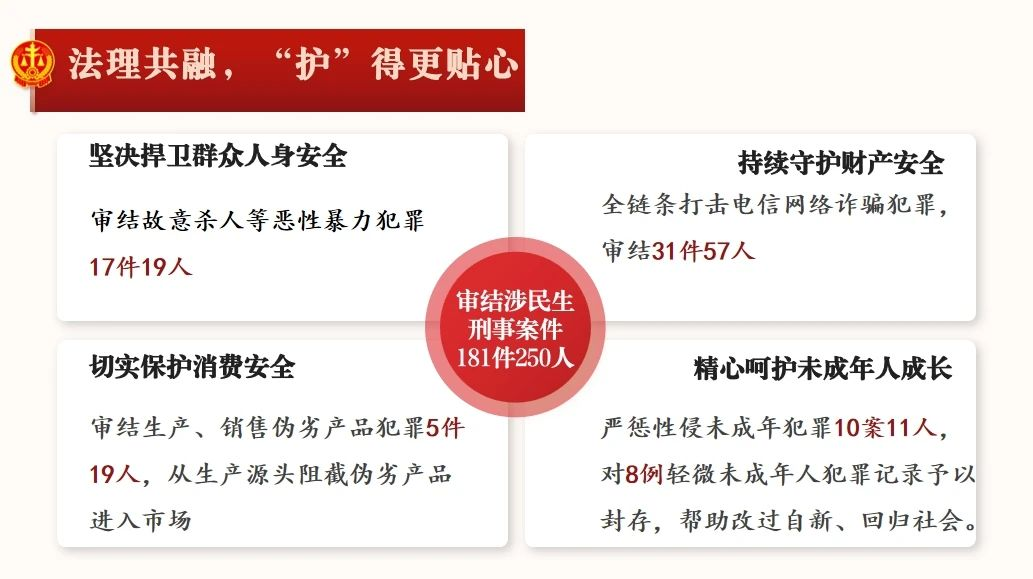 法理共融，“护”得更贴心
坚决捍卫群众人身安全
审结故意杀人等恶性暴力犯罪
17件19人
持续守护财产安全
全链条打击电信网络诈骗犯罪，
审结31件57人
审结涉民生
刑事案件
181件250人
切实保护消费安全
审结生产、销售伪劣产品犯罪5件
19人，从生产源头阻截伪劣产品
进入市场
精心呵护未成年人成长
严惩性侵未成年犯罪10案11人，
对8例轻微未成年人犯罪记录予以
封存，帮助改过自新、回归社会。